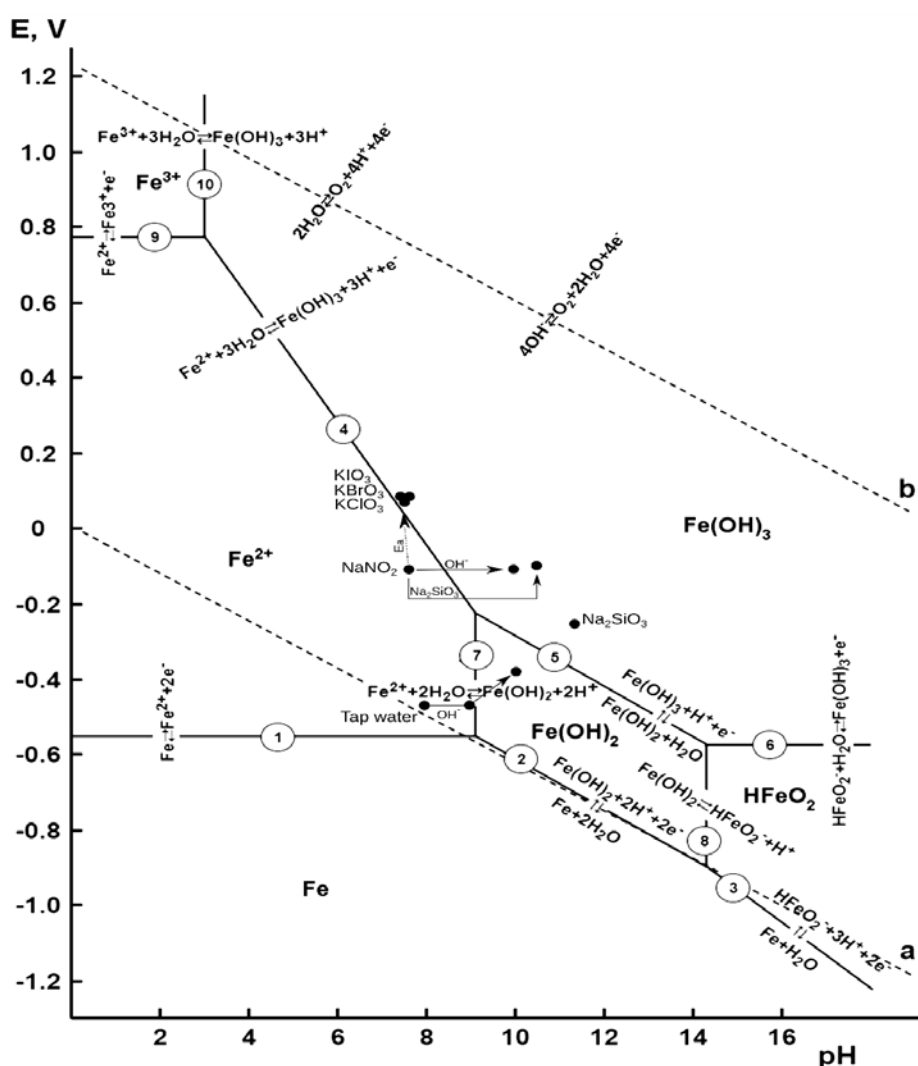 E, V
1.2
1.0
0.8
0.6
0.4
0.2
0
-0.2
-0.4
-0.6
-0.8
-1.0
-1.2
2
4
6
8
10
12
14
16
pH
Fe³⁺+3H₂O⇄Fe(OH)₃+3H⁺
Fe³⁺
10
9
Fe²⁺⇄Fe3⁺+e⁻
2H₂O⇄O₂+4H⁺+4e⁻
4OH⁻⇄O₂+2H₂O+4e⁻
Fe²⁺+3H₂O⇄Fe(OH)₃+3H⁺+e⁻
4
KIO₃
KBrO₃
KClO₃
b
Fe(OH)₃
Fe²⁺
Ea
NaNO₂
OH⁻
Na₂SiO₃
Na₂SiO₃
7
5
Fe²⁺+2H₂O⇄Fe(OH)₂+2H⁺
Tap water
OH⁻
Fe⇄Fe²⁺+2e⁻
1
Fe(OH)₂
2
Fe(OH)₃+H⁺+e⁻
⇅
Fe(OH)₂+H₂O
6
HFeO₂⁻+H₂O⇄Fe(OH)₃+e⁻
HFeO₂
Fe(OH)₂+2H⁺+2e⁻
⇅
Fe+2H₂O
Fe(OH)₂⇄HFeO₂⁻+H⁺
8
Fe
3
HFeO₂⁻+3H⁺+2e⁻
⇅
Fe+H₂O
a